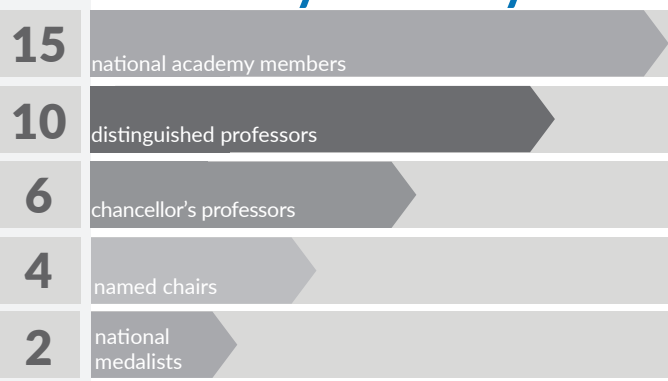 15
national academy members
10
distinguished professors
6
chancellor's professors
4
named chairs
2
national
medalists